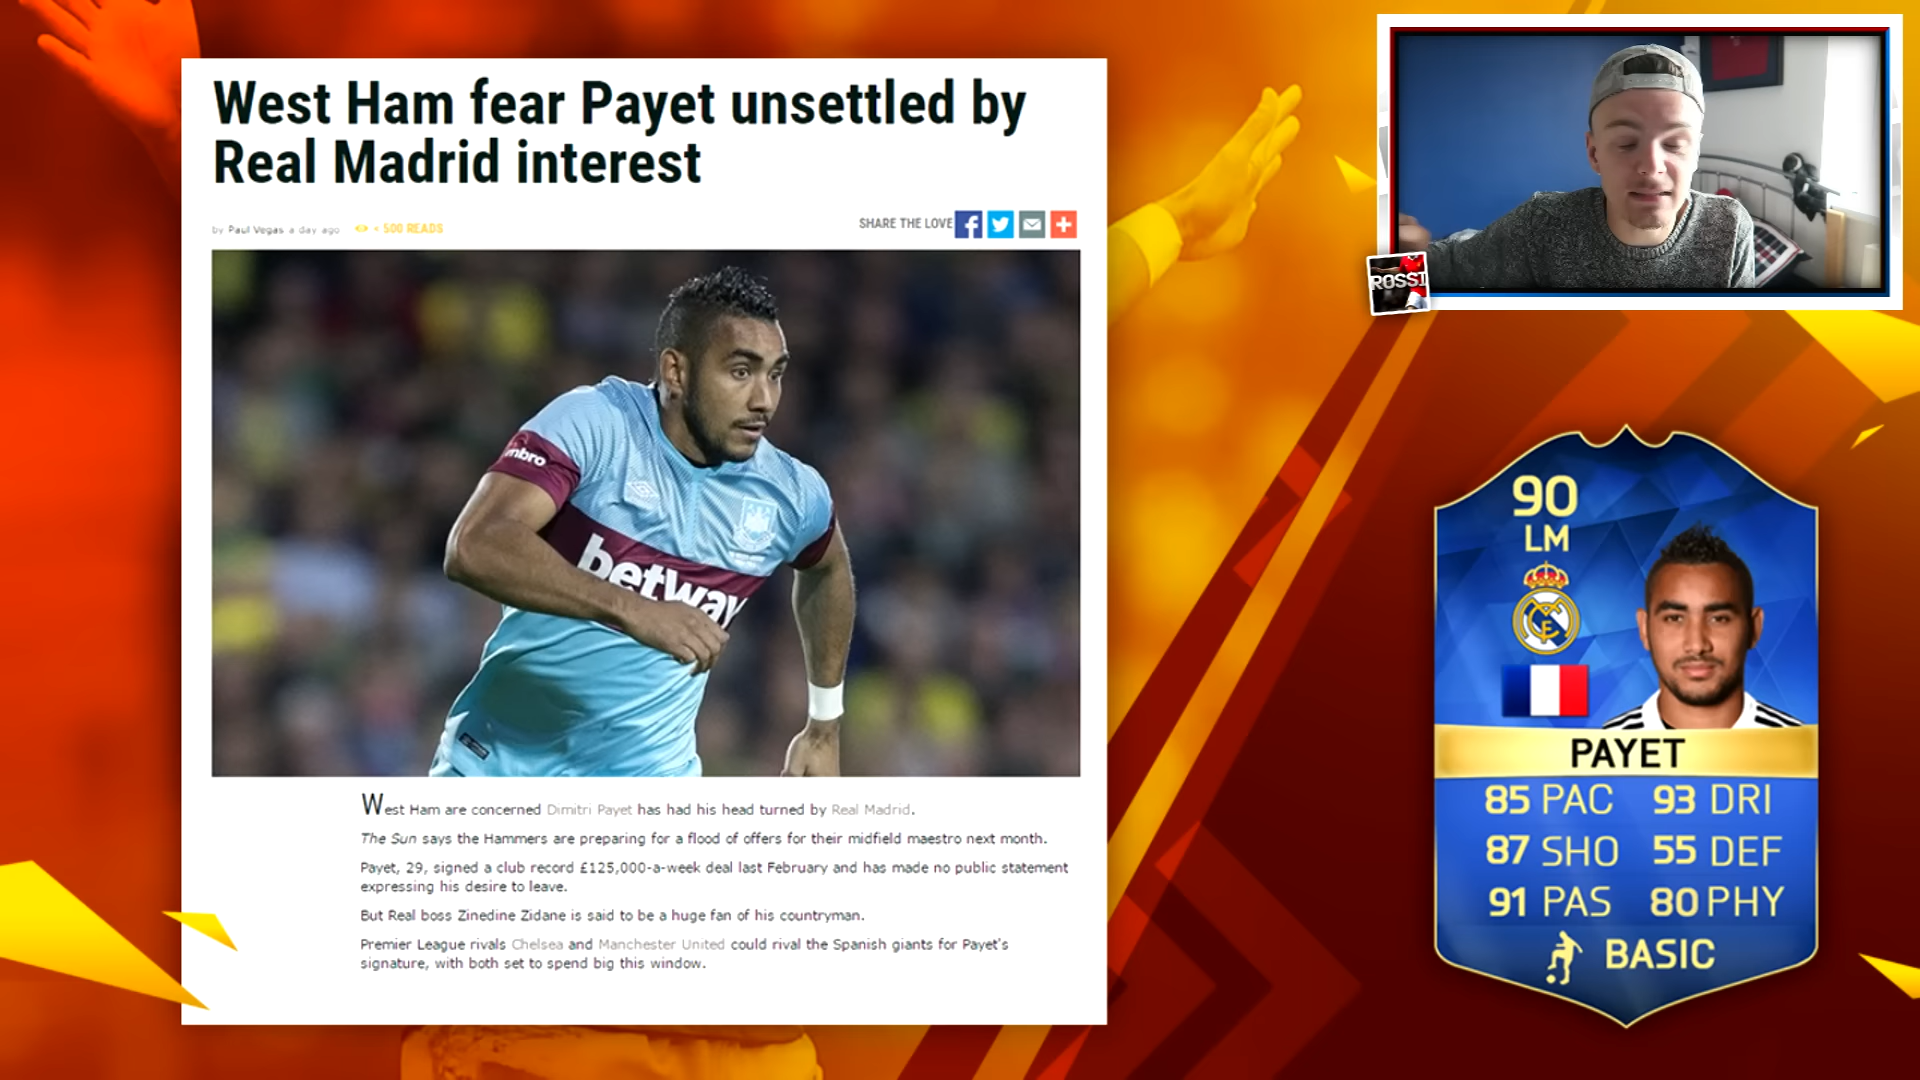 West Ham fear Payet unsettled by
Real Madrid interest
by Paul Vegas a day ago < 500 READS
SHARE THE LOVE
ROSSI
umbro
betway
West Ham are concerned Dimitri Payet has had his head turned by Real Madrid.
The Sun says the Hammers are preparing for a flood of offers for their midfield maestro next month.
Payet, 29, signed a club record £125,000-a-week deal last February and has made no public statement
expressing his desire to leave.
But Real boss Zinedine Zidane is said to be a huge fan of his countryman.
Premier League rivals Chelsea and Manchester United could rival the Spanish giants for Payet's
signature, with both set to spend big this window.
90
LM
PAYET
85 PAC 93 DRI
87 SHO 55 DEF
91 PAS 80 PHY
BASIC